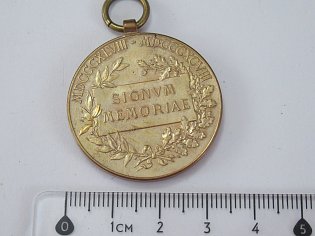 MDCCCXLVIII - MDCCCXCVIII
SIGNVM
MEMORIAE
0 1CM 2 3 4 5